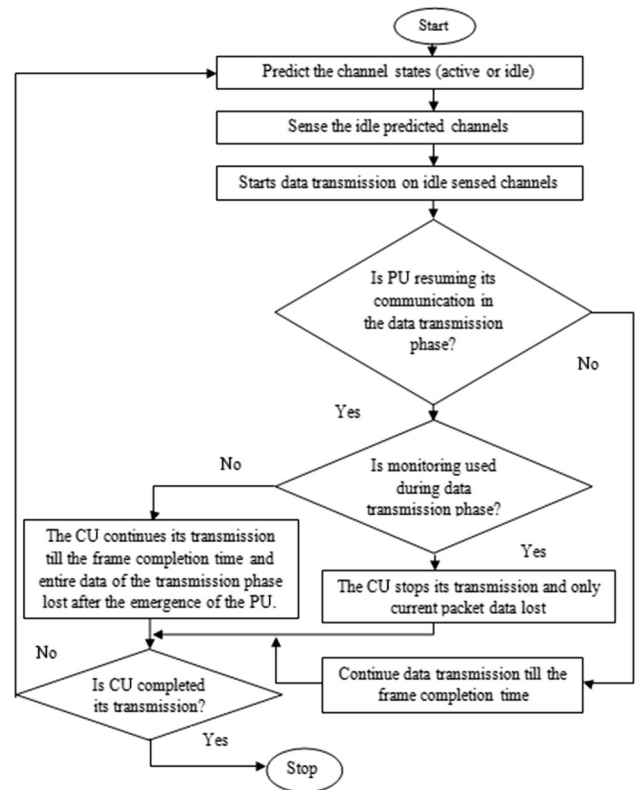 Start
Predict the channel states (active or idle)
Sense the idle predicted channels
Starts data transmission on idle sensed channels
Is PU resuming its
communication in
the data transmission
phase?
No
Yes
Is monitoring used
during data
transmission phase?
No
Yes
The CU continues its transmission
till the frame completion time and
entire data of the transmission phase
lost after the emergence of the PU.
The CU stops its transmission and only
current packet data lost
Continue data transmission till the
frame completion time
No
Is CU completed
its transmission?
Yes
Stop